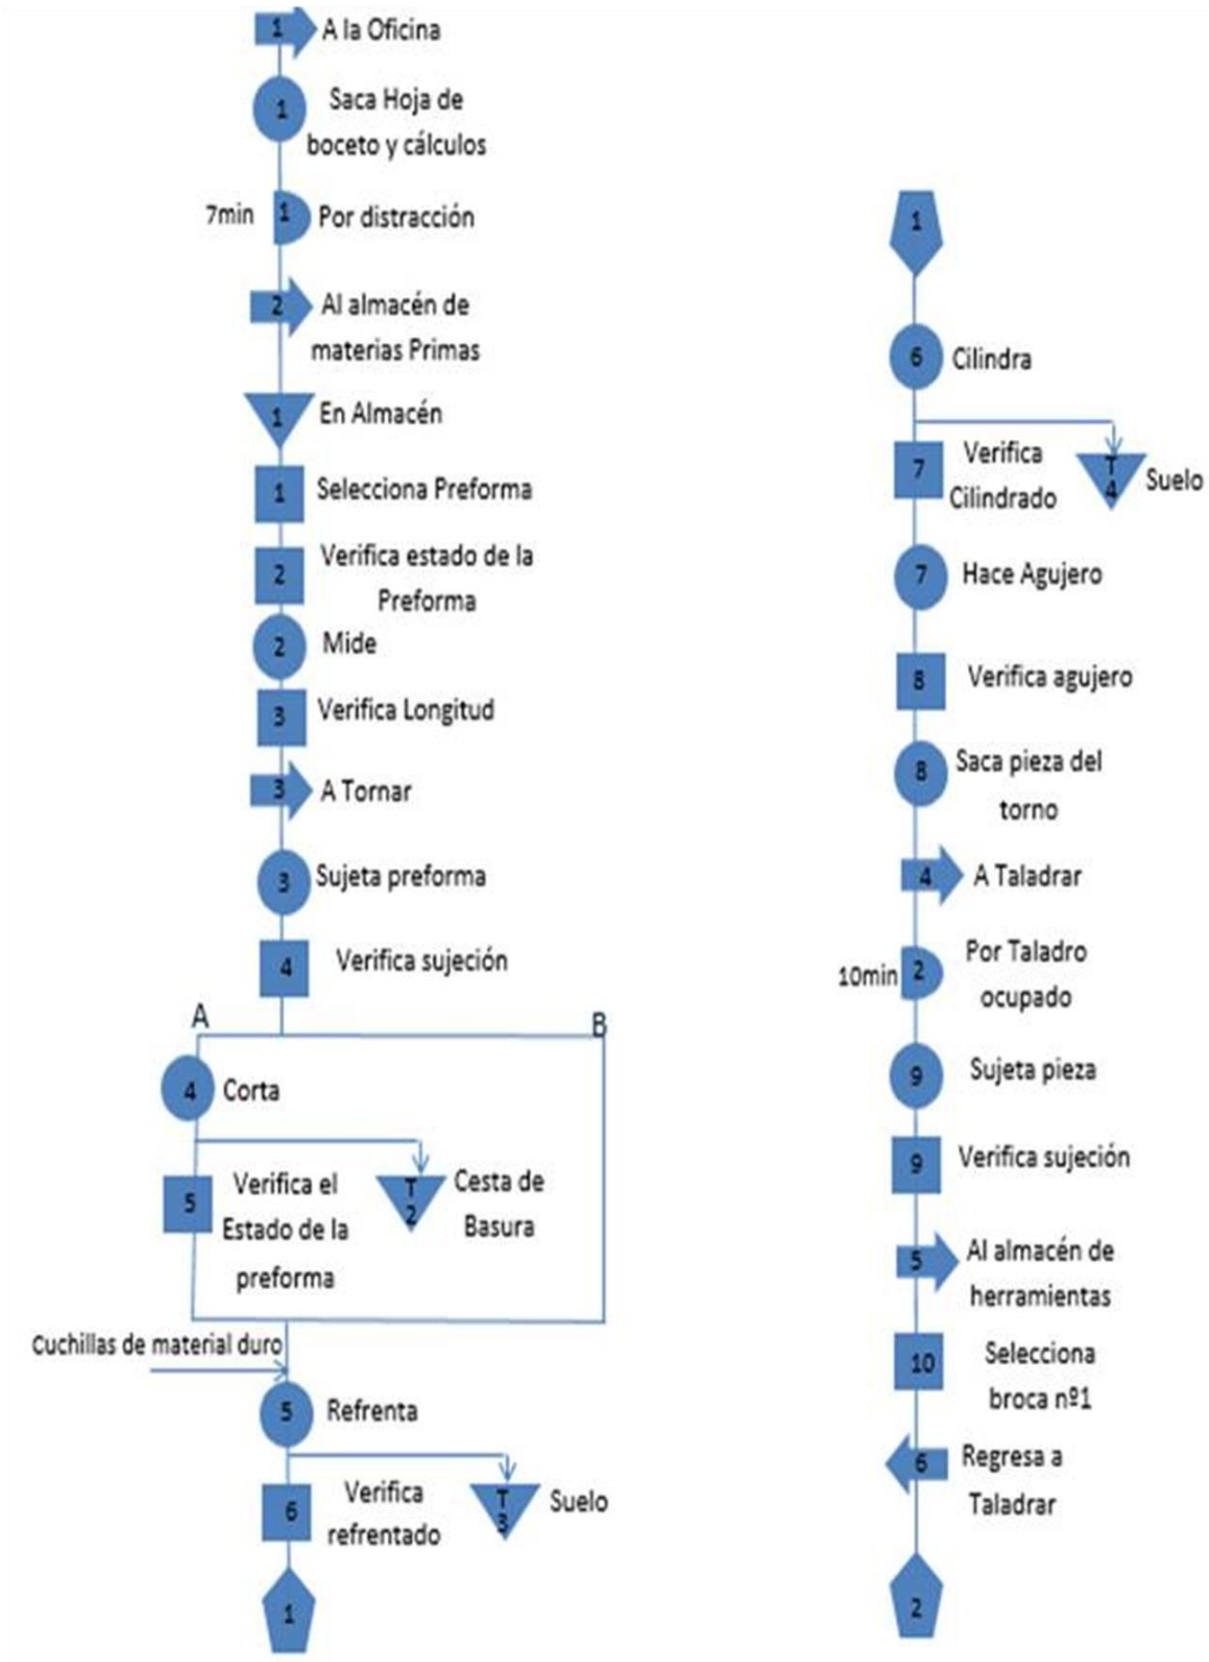 1 A la Oficina
1 Saca Hoja de
boceto y cálculos
7min 1 Por distracción
2 Al almacén de
materias Primas
1 En Almacén
1 Selecciona Preforma
2 Verifica estado de la
Preforma
2 Mide
3 Verifica Longitud
3 A Tornar
3 Sujeta preforma
4 Verifica sujeción
A B
4 Corta
5 Verifica el
Estado de la
preforma
T
2
Cesta de
Basura
Cuchillas de material duro
5 Refrenta
6 Verifica
refrentado
T
3
Suelo
1
1
6 Cilindra
7 Verifica
Cilindrado
T
4
Suelo
7 Hace Agujero
8 Verifica agujero
8 Saca pieza del
torno
4 A Taladrar
10min 2 Por Taladro
ocupado
9 Sujeta pieza
9 Verifica sujeción
5 Al almacén de
herramientas
10 Selecciona
broca nº1
6 Regresa a
Taladrar
2